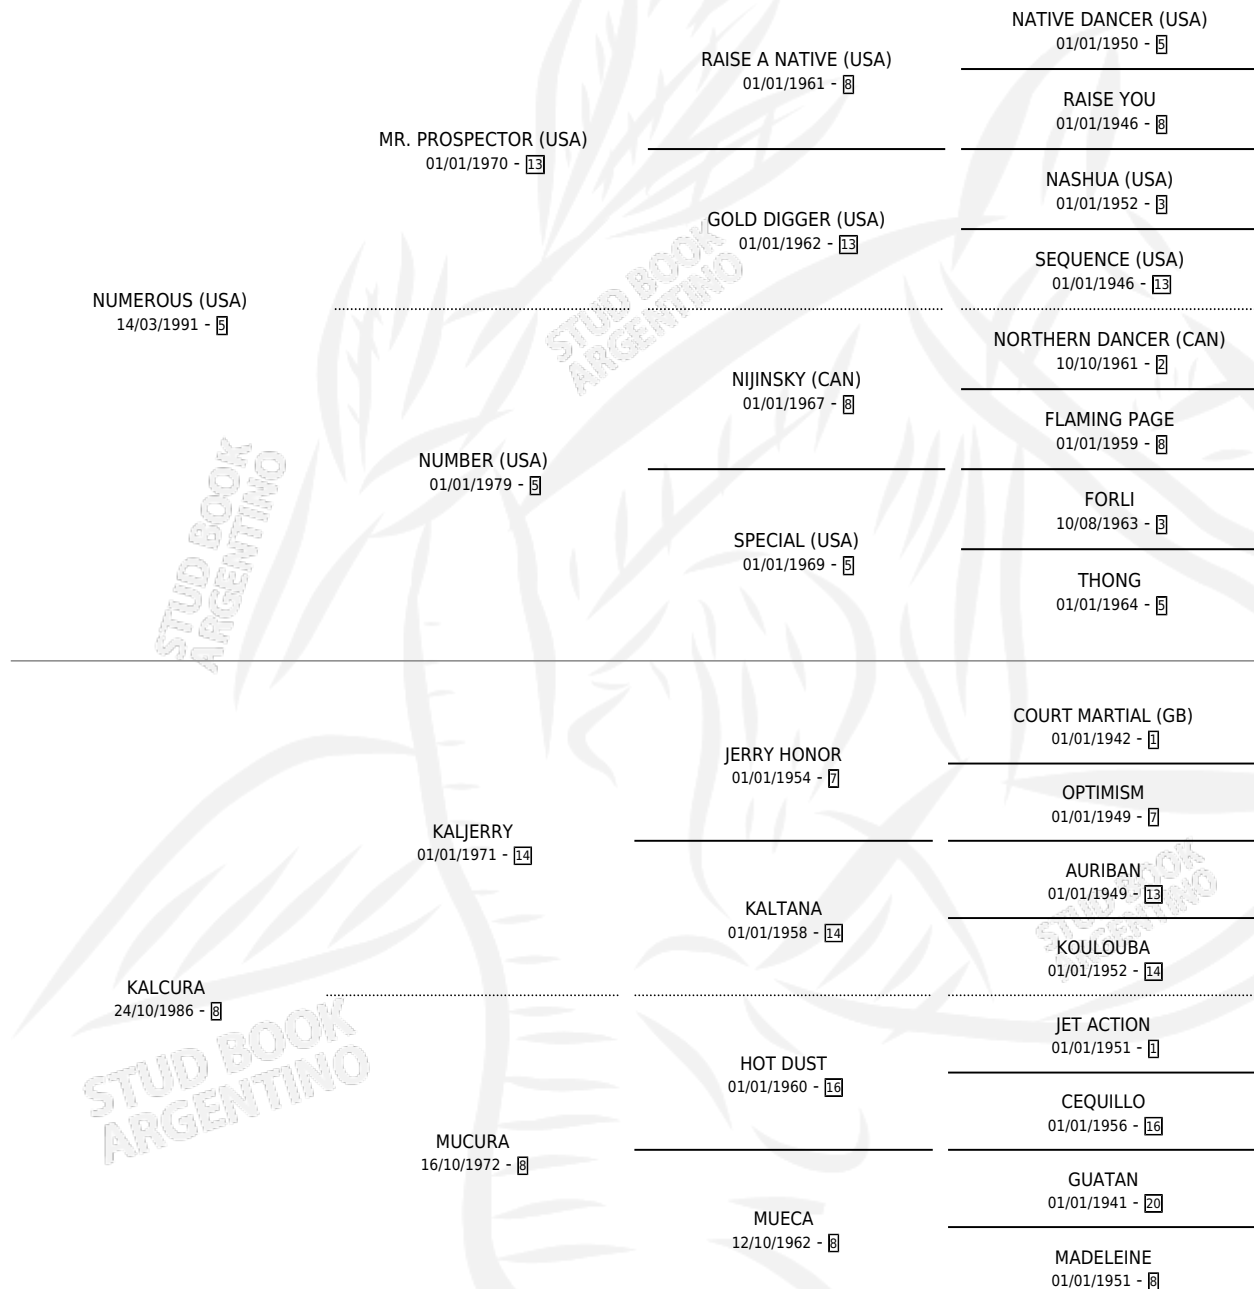 NATIVE DANCER (USA)
01/01/1950 - 5
RAISE A NATIVE (USA)
01/01/1961 - 8
RAISE YOU
01/01/1946 - 8
MR. PROSPECTOR (USA)
01/01/1970 - 13
NASHUA (USA)
01/01/1952 - 3
GOLD DIGGER (USA)
01/01/1962 - 13
SEQUENCE (USA)
01/01/1946 - 13
NUMEROUS (USA)
14/03/1991 - 5
NORTHERN DANCER (CAN)
10/10/1961 - 2
NIJINSKY (CAN)
01/01/1967 - 8
FLAMING PAGE
01/01/1959 - 8
NUMBER (USA)
01/01/1979 - 5
FORLI
10/08/1963 - 3
SPECIAL (USA)
01/01/1969 - 5
THONG
01/01/1964 - 5
COURT MARTIAL (GB)
01/01/1942 - 1
JERRY HONOR
01/01/1954 - 7
OPTIMISM
01/01/1949 - 7
KALJERRY
01/01/1971 - 14
AURIBAN
01/01/1949 - 13
KALTANA
01/01/1958 - 14
KOULOUBA
01/01/1952 - 14
KALCURA
24/10/1986 - 8
JET ACTION
01/01/1951 - 1
HOT DUST
01/01/1960 - 16
CEQUILLO
01/01/1956 - 16
MUCURA
16/10/1972 - 8
GUATAN
01/01/1941 - 20
MUECA
12/10/1962 - 8
MADELEINE
01/01/1951 - 8
STUD BOOK
ARGENTINO
STUD BOOK
ARGENTINO
STUD BOOK
ARGENTINO
STUD BOOK
ARGENTINO